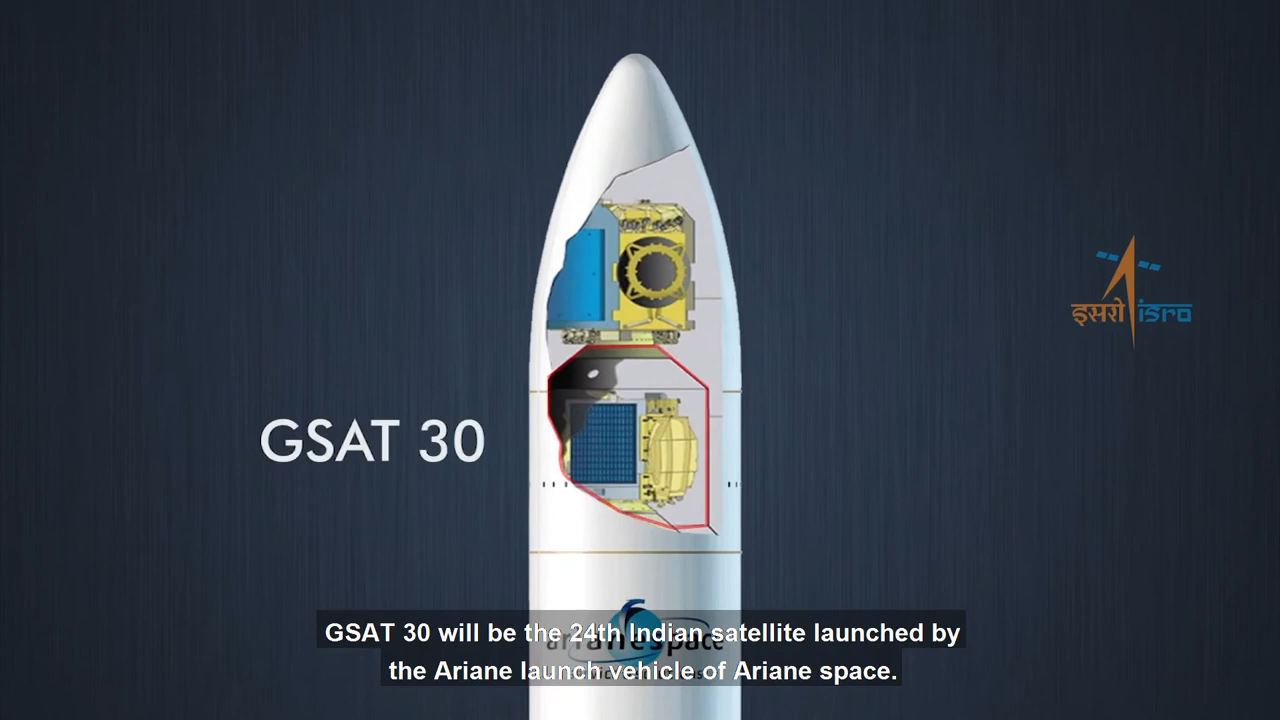 इसरो isro
GSAT 30
arianespace
GSAT 30 will be the 24th Indian satellite launched by
the Ariane launch vehicle of Ariane space.